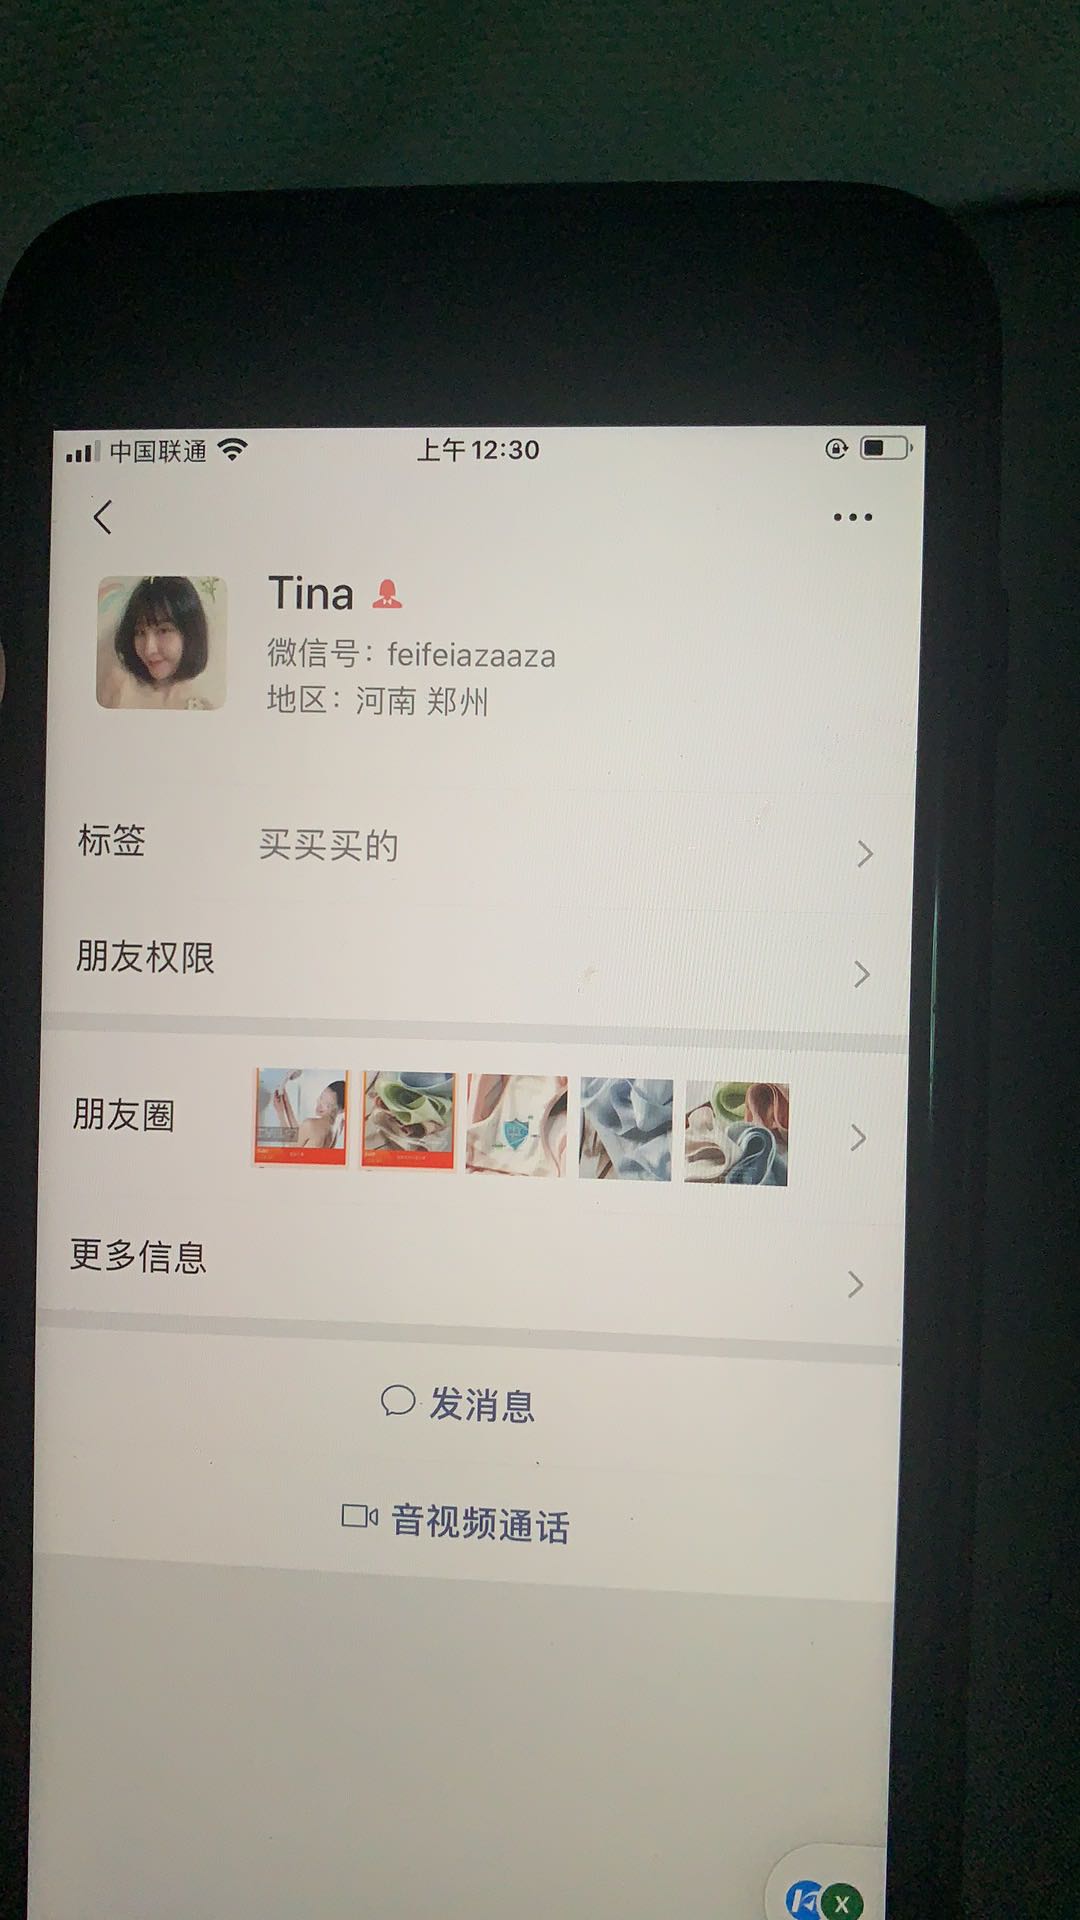 中国联通
上午12:30
Tina
微信号：feifeiazaaza
地区：河南 郑州
标签 买买买的
朋友权限
朋友圈
更多信息
发消息
音视频通话
X